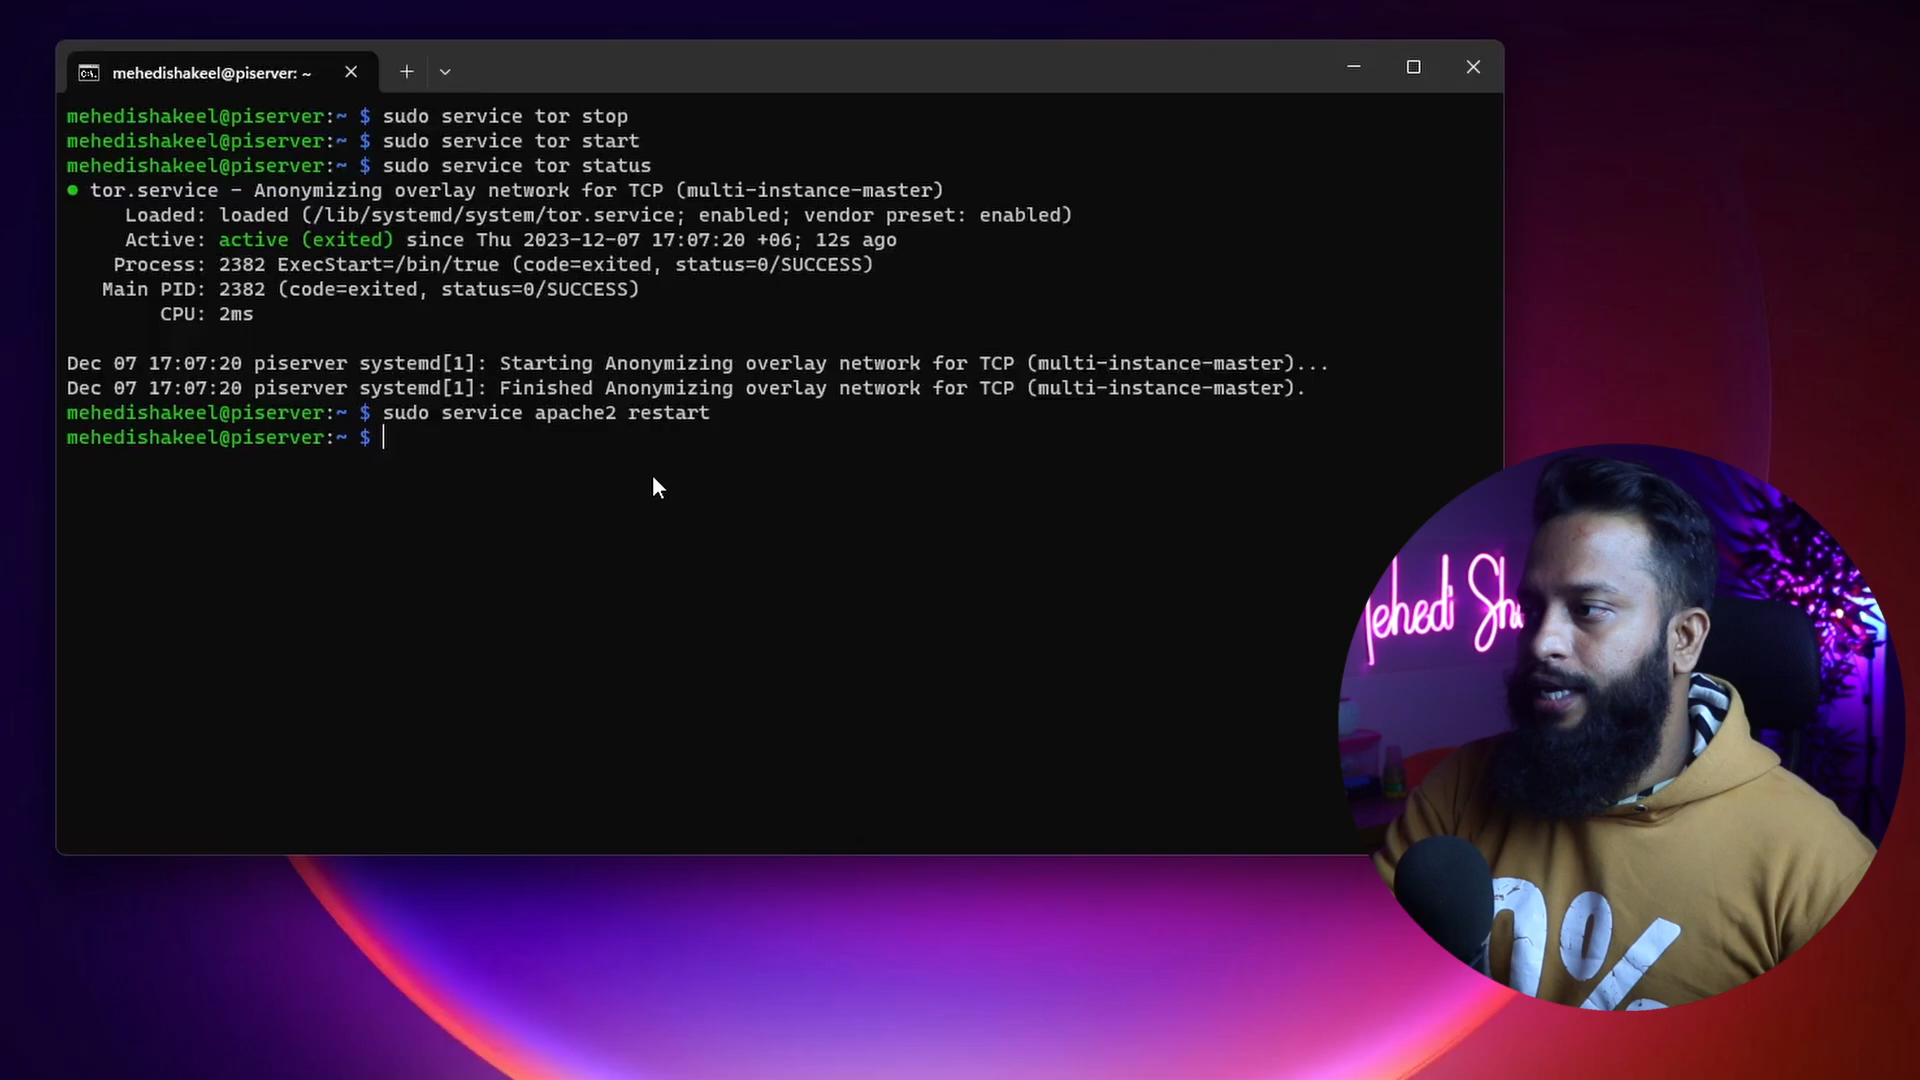 mehedishakeel@piserver: ~
mehedishakeel@piserver:~ $ sudo service tor stop
mehedishakeel@piserver:~ $ sudo service tor start
mehedishakeel@piserver:~ $ sudo service tor status
● tor.service - Anonymizing overlay network for TCP (multi-instance-master)
Loaded: loaded (/lib/systemd/system/tor.service; enabled; vendor preset: enabled)
Active: active (exited) since Thu 2023-12-07 17:07:20 +06; 12s ago
Process: 2382 ExecStart=/bin/true (code=exited, status=0/SUCCESS)
Main PID: 2382 (code=exited, status=0/SUCCESS)
CPU: 2ms
Dec 07 17:07:20 piserver systemd[1]: Starting Anonymizing overlay network for TCP (multi-instance-master)...
Dec 07 17:07:20 piserver systemd[1]: Finished Anonymizing overlay network for TCP (multi-instance-master).
mehedishakeel@piserver:~ $ sudo service apache2 restart
mehedishakeel@piserver:~ $
Mehedi Sha
0%